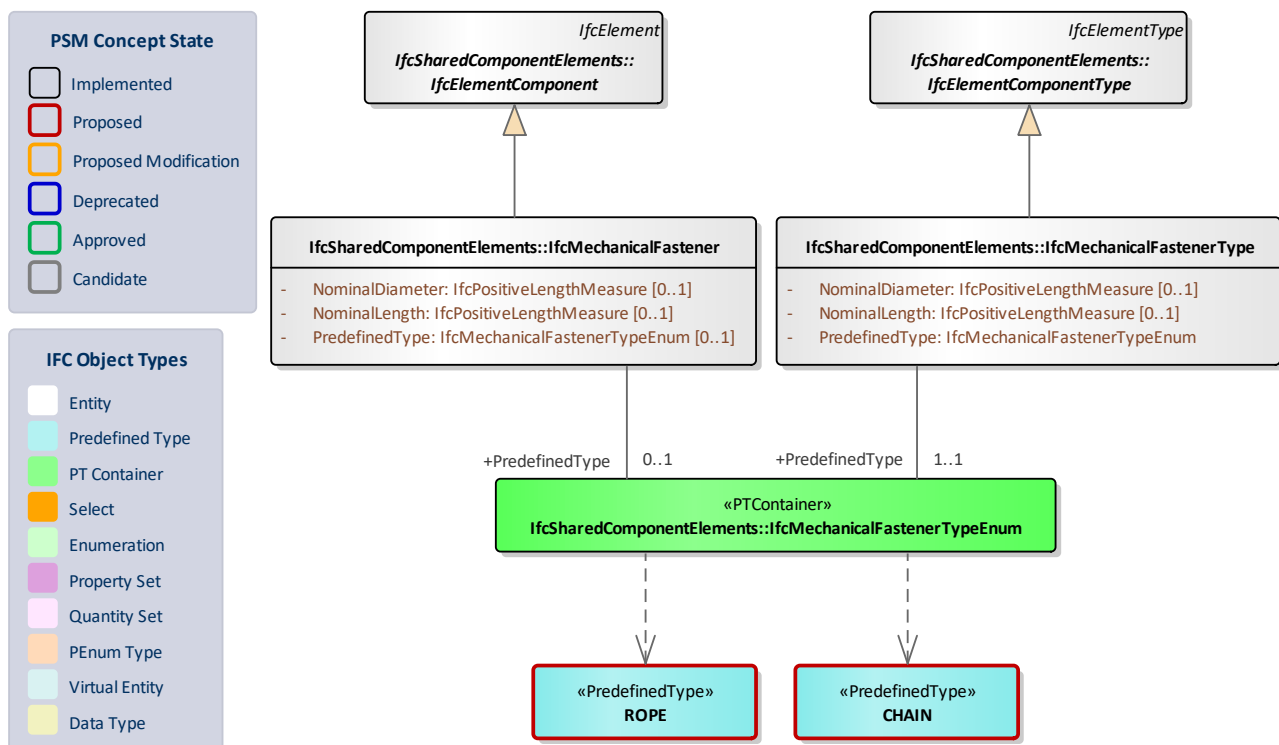 PSM Concept State
Implemented
Proposed
Proposed Modification
Deprecated
Approved
Candidate
IFC Object Types
Entity
Predefined Type
PT Container
Select
Enumeration
Property Set
Quantity Set
PEnum Type
Virtual Entity
Data Type
IfcElement
IfcSharedComponentElements::
IfcElementComponent
IfcElementType
IfcSharedComponentElements::
IfcElementComponentType
IfcSharedComponentElements::IfcMechanicalFastener
- NominalDiameter: IfcPositiveLengthMeasure [0..1]
- NominalLength: IfcPositiveLengthMeasure [0..1]
- PredefinedType: IfcMechanicalFastenerTypeEnum [0..1]
IfcSharedComponentElements::IfcMechanicalFastenerType
- NominalDiameter: IfcPositiveLengthMeasure [0..1]
- NominalLength: IfcPositiveLengthMeasure [0..1]
- PredefinedType: IfcMechanicalFastenerTypeEnum
+PredefinedType 0..1
+PredefinedType 1..1
«PTContainer»
IfcSharedComponentElements::IfcMechanicalFastenerTypeEnum
«PredefinedType»
ROPE
«PredefinedType»
CHAIN